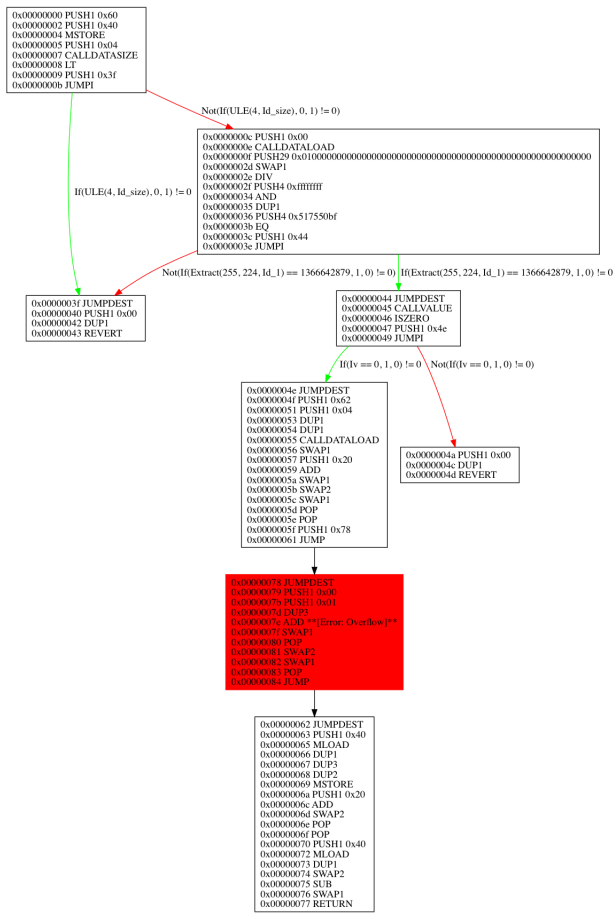 0x00000000 PUSH1 0x60
0x00000002 PUSH1 0x40
0x00000004 MSTORE
0x00000005 PUSH1 0x04
0x00000007 CALLDATASIZE
0x00000008 LT
0x00000009 PUSH1 0x3f
0x0000000b JUMPI
Not(If(ULE(4, Id_size), 0, 1) != 0)
If(ULE(4, Id_size), 0, 1) != 0
0x0000000c PUSH1 0x00
0x0000000e CALLDATALOAD
0x0000000f PUSH29 0x0100000000000000000000000000000000000000000000000000000000
0x0000002d SWAP1
0x0000002e DIV
0x0000002f PUSH4 0xffffffff
0x00000034 AND
0x00000035 DUP1
0x00000036 PUSH4 0x517550bf
0x0000003b EQ
0x0000003c PUSH1 0x44
0x0000003e JUMPI
Not(If(Extract(255, 224, Id_1) == 1366642879, 1, 0) != 0)
If(Extract(255, 224, Id_1) == 1366642879, 1, 0) != 0
0x0000003f JUMPDEST
0x00000040 PUSH1 0x00
0x00000042 DUP1
0x00000043 REVERT
0x00000044 JUMPDEST
0x00000045 CALLVALUE
0x00000046 ISZERO
0x00000047 PUSH1 0x4e
0x00000049 JUMPI
If(Iv == 0, 1, 0) != 0
Not(If(Iv == 0, 1, 0) != 0)
0x0000004e JUMPDEST
0x0000004f PUSH1 0x62
0x00000051 PUSH1 0x04
0x00000053 DUP1
0x00000054 DUP1
0x00000055 CALLDATALOAD
0x00000056 SWAP1
0x00000057 PUSH1 0x20
0x00000059 ADD
0x0000005a SWAP1
0x0000005b SWAP2
0x0000005c SWAP1
0x0000005d POP
0x0000005e POP
0x0000005f PUSH1 0x78
0x00000061 JUMP
0x0000004a PUSH1 0x00
0x0000004c DUP1
0x0000004d REVERT
0x00000078 JUMPDEST
0x00000079 PUSH1 0x00
0x0000007b PUSH1 0x01
0x0000007d DUP3
0x0000007e ADD **[Error: Overflow]**
0x0000007f SWAP1
0x00000080 POP
0x00000081 SWAP2
0x00000082 SWAP1
0x00000083 POP
0x00000084 JUMP
0x00000062 JUMPDEST
0x00000063 PUSH1 0x40
0x00000065 MLOAD
0x00000066 DUP1
0x00000067 DUP3
0x00000068 DUP2
0x00000069 MSTORE
0x0000006a PUSH1 0x20
0x0000006c ADD
0x0000006d SWAP2
0x0000006e POP
0x0000006f POP
0x00000070 PUSH1 0x40
0x00000072 MLOAD
0x00000073 DUP1
0x00000074 SWAP2
0x00000075 SUB
0x00000076 SWAP1
0x00000077 RETURN